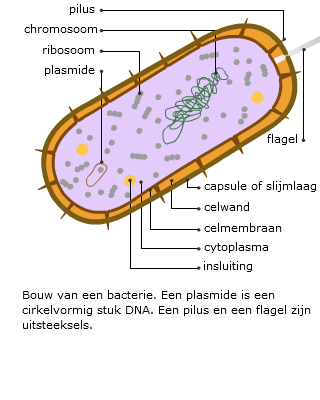 pilus
chromosoom
ribosoom
plasmide
flagel
capsule of slijmlaag
celwand
celmembraan
cytoplasma
insluiting
Bouw van een bacterie. Een plasmide is een
cirkelvormig stuk DNA. Een pilus en een flagel zijn
uitsteeksels.